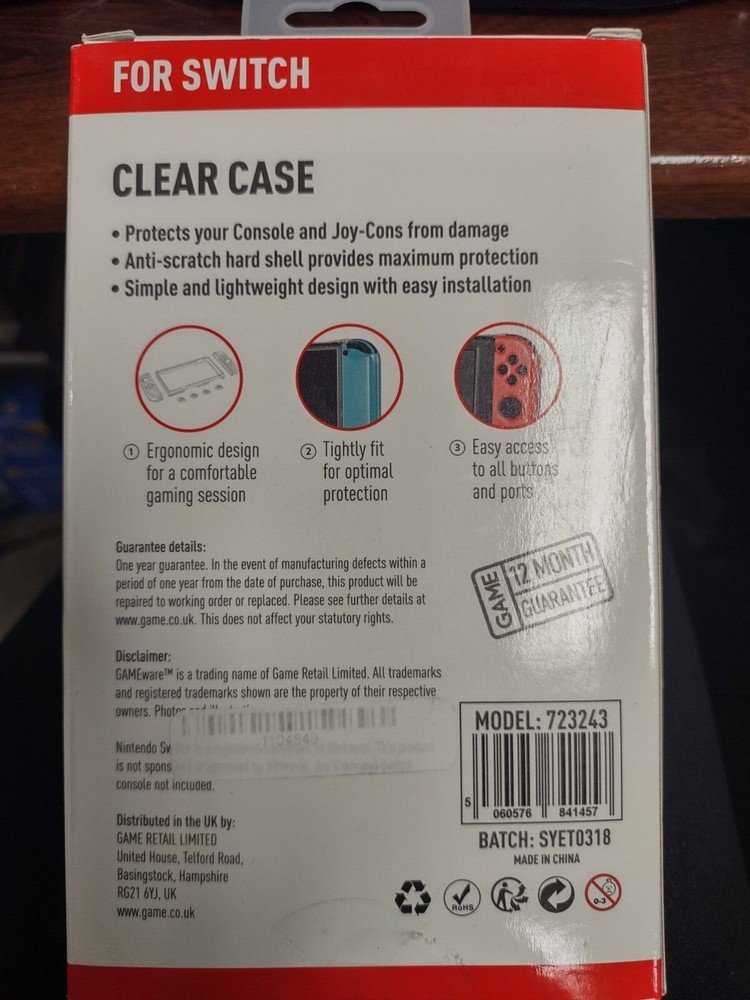 FOR SWITCH
CLEAR CASE
• Protects your Console and Joy-Cons from damage
• Anti-scratch hard shell provides maximum protection
• Simple and lightweight design with easy installation
① Ergonomic design
for a comfortable
gaming session
② Tightly fit
for optimal
protection
③ Easy access
to all buttons
and ports
Guarantee details:
One year guarantee. In the event of manufacturing defects within a
period of one year from the date of purchase, this product will be
repaired to working order or replaced. Please see further details at
www.game.co.uk. This does not affect your statutory rights.
GAME
12 MONTH
GUARANTEE
Disclaimer:
GAMEware™ is a trading name of Game Retail Limited. All trademarks
and registered trademarks shown are the property of their respective
owners.
Nintendo
is not
console not included.
MODEL: 723243
5 060576 841457
BATCH: SYET0318
MADE IN CHINA
Distributed in the UK by:
GAME RETAIL LIMITED
United House, Telford Road,
Basingstock, Hampshire
RG21 6YJ, UK
www.game.co.uk
RoHS
0-3